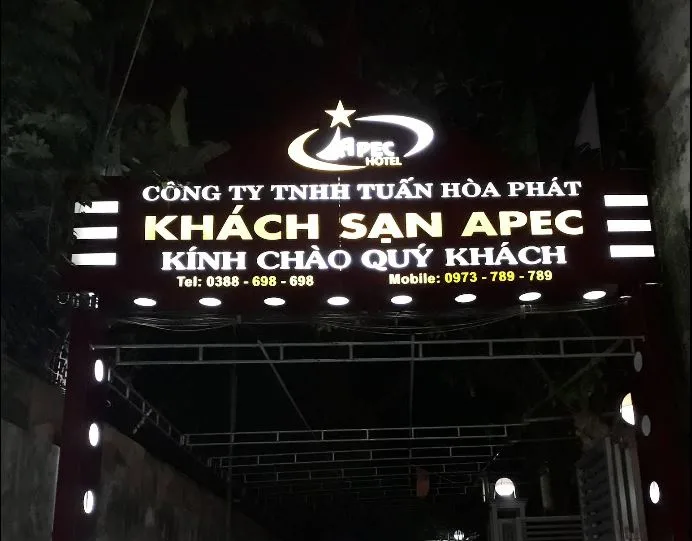 APEC
HOTEL
CÔNG TY TNHH TUẤN HÒA PHÁT
KHÁCH SẠN APEC
KÍNH CHÀO QUÝ KHÁCH
Tel: 0388 - 698 - 698 Mobile: 0973 - 789 - 789